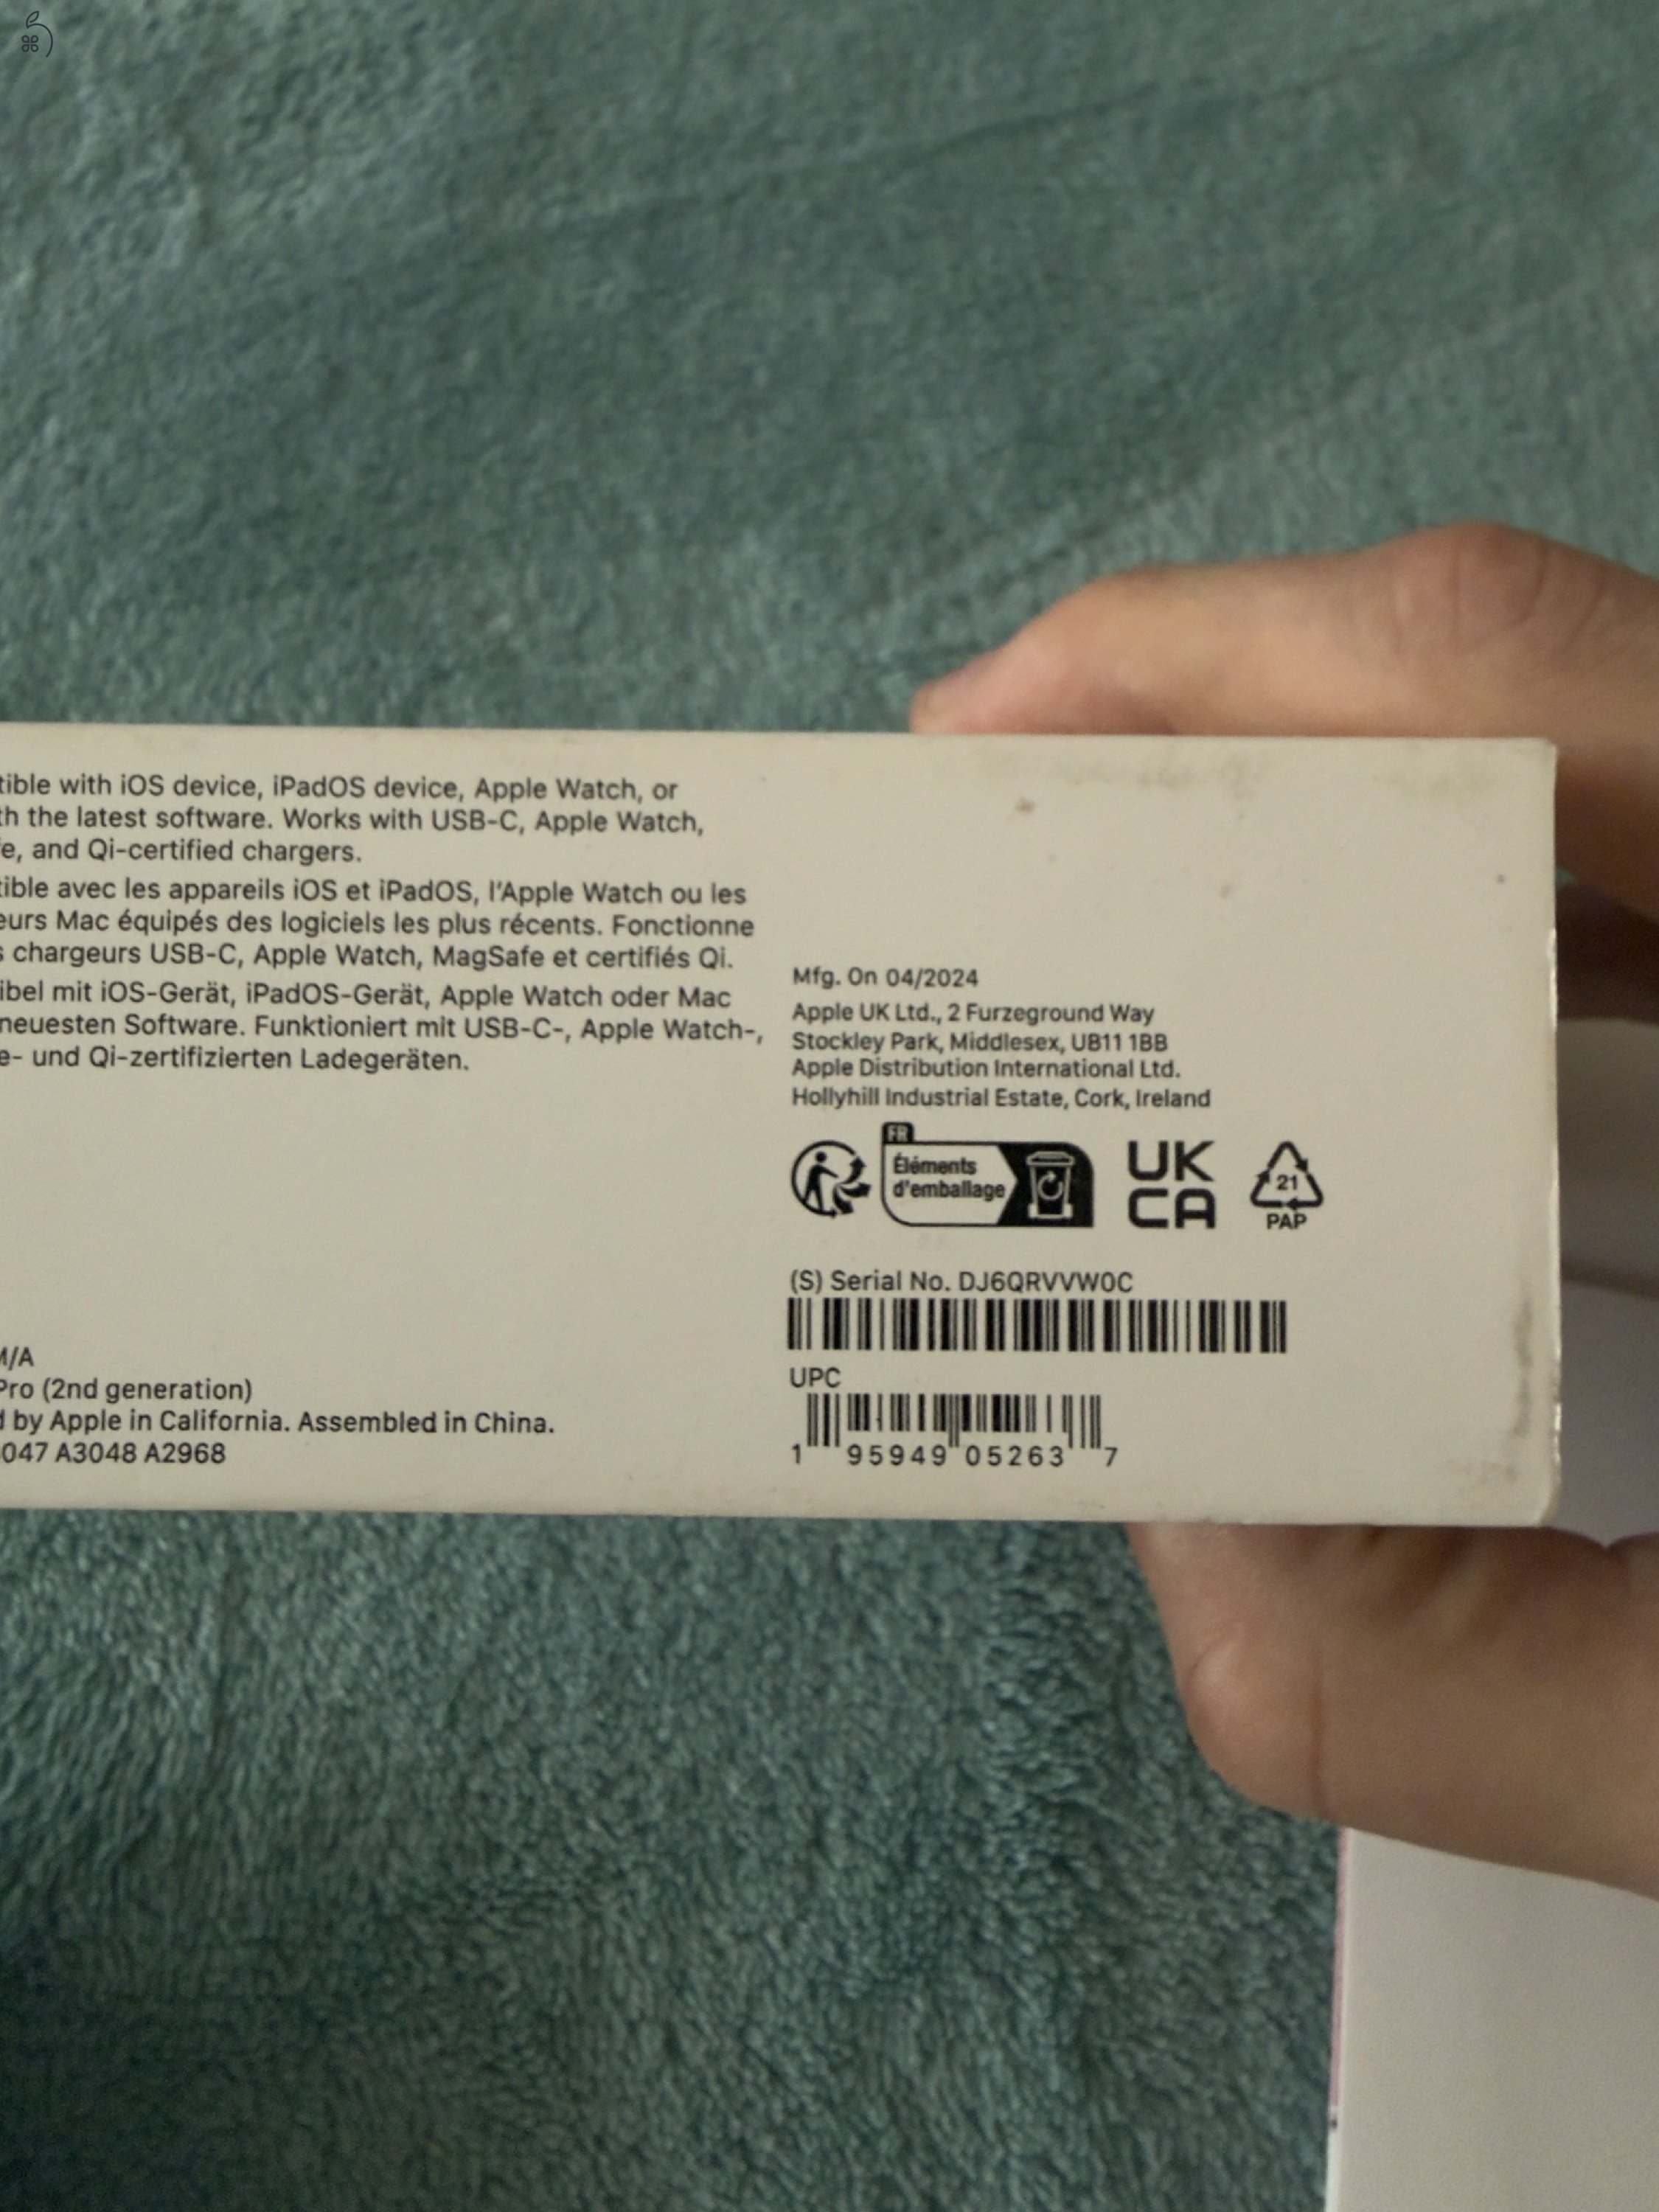 tible with iOS device, iPadOS device, Apple Watch, or
th the latest software. Works with USB-C, Apple Watch,
fe, and Qi-certified chargers.
tible avec les appareils iOS et iPadOS, l'Apple Watch ou les
eurs Mac équipés des logiciels les plus récents. Fonctionne
s chargeurs USB-C, Apple Watch, MagSafe et certifiés Qi.
ibel mit iOS-Gerät, iPadOS-Gerät, Apple Watch oder Mac
neuesten Software. Funktioniert mit USB-C-, Apple Watch-,
e- und Qi-zertifizierten Ladegeräten.
M/A
Pro (2nd generation)
d by Apple in California. Assembled in China.
047 A3048 A2968
Mfg. On 04/2024
Apple UK Ltd., 2 Furzeground Way
Stockley Park, Middlesex, UB11 1BB
Apple Distribution International Ltd.
Hollyhill Industrial Estate, Cork, Ireland
FR
Éléments
d'emballage
UK
CA
21
PAP
(S) Serial No. DJ6QRVVW0C
UPC
1 95949 05263 7